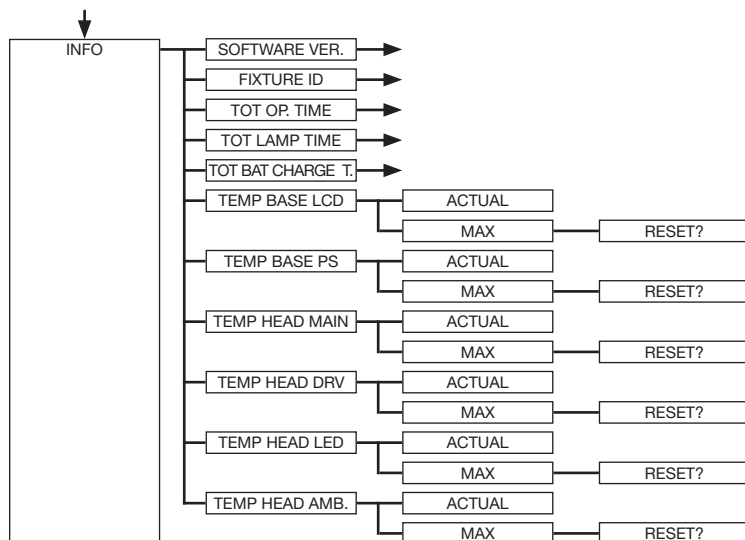 INFO
SOFTWARE VER.
FIXTURE ID
TOT OP. TIME
TOT LAMP TIME
TOT BAT CHARGE T.
TEMP BASE LCD ACTUAL
MAX RESET?
TEMP BASE PS ACTUAL
MAX RESET?
TEMP HEAD MAIN ACTUAL
MAX RESET?
TEMP HEAD DRV ACTUAL
MAX RESET?
TEMP HEAD LED ACTUAL
MAX RESET?
TEMP HEAD AMB. ACTUAL
MAX RESET?